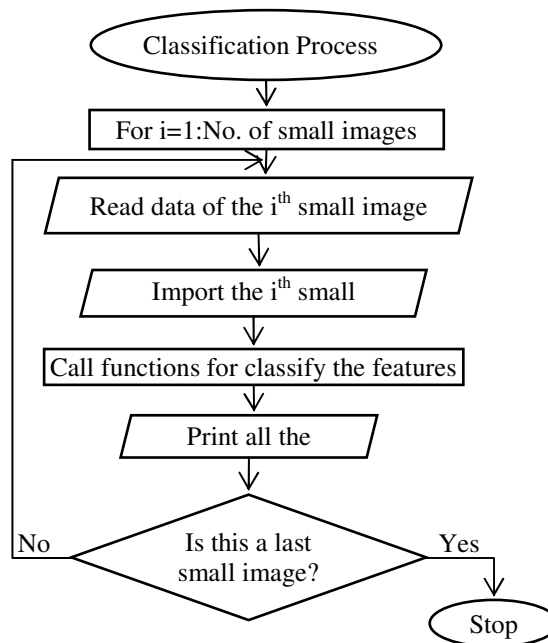 Classification Process
For i=1:No. of small images
Read data of the iᵗʰ small image
Import the iᵗʰ small
Call functions for classify the features
Print all the
Is this a last
small image?
No
Yes
Stop